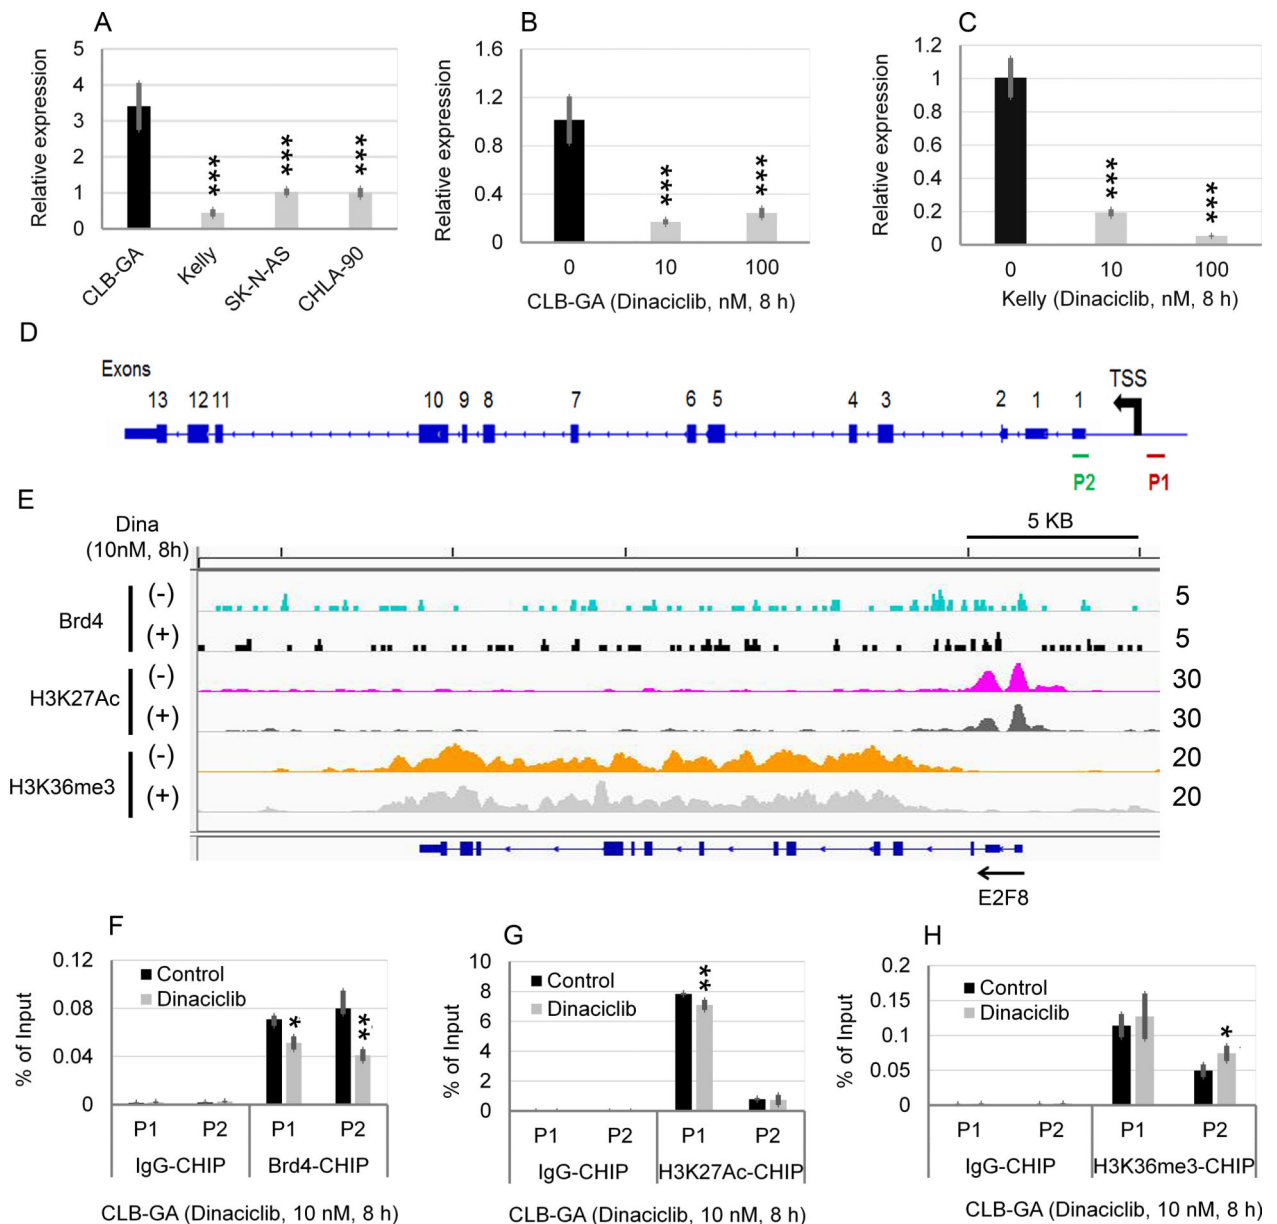 A
Relative expression
5
4
3
2
1
0
***
***
***
CLB-GA
Kelly
SK-N-AS
CHLA-90
B
Relative expression
1.6
1.2
0.8
0.4
0
***
***
0 10 100
CLB-GA (Dinaciclib, nM, 8 h)
C
Relative expression
1.2
1
0.8
0.6
0.4
0.2
0
***
***
0 10 100
Kelly (Dinaciclib, nM, 8 h)
D
Exons
13 12 11 10 9 8 7 6 5 4 3 2 1 1
TSS
P2 P1
E
Dina
(10nM, 8h)
5 KB
Brd4
(-) 5
(+) 5
H3K27Ac
(-) 30
(+) 30
H3K36me3
(-) 20
(+) 20
E2F8
F
% of Input
0.12
0.08
0.04
0
Control
Dinaciclib
*
**
P1 P2 P1 P2
IgG-CHIP Brd4-CHIP
CLB-GA (Dinaciclib, 10 nM, 8 h)
G
% of Input
10
8
6
4
2
0
Control
Dinaciclib
**
P1 P2 P1 P2
IgG-CHIP H3K27Ac-CHIP
CLB-GA (Dinaciclib, 10 nM, 8 h)
H
% of Input
0.2
0.15
0.1
0.05
0
Control
Dinaciclib
*
P1 P2 P1 P2
IgG-CHIP H3K36me3-CHIP
CLB-GA (Dinaciclib, 10 nM, 8 h)